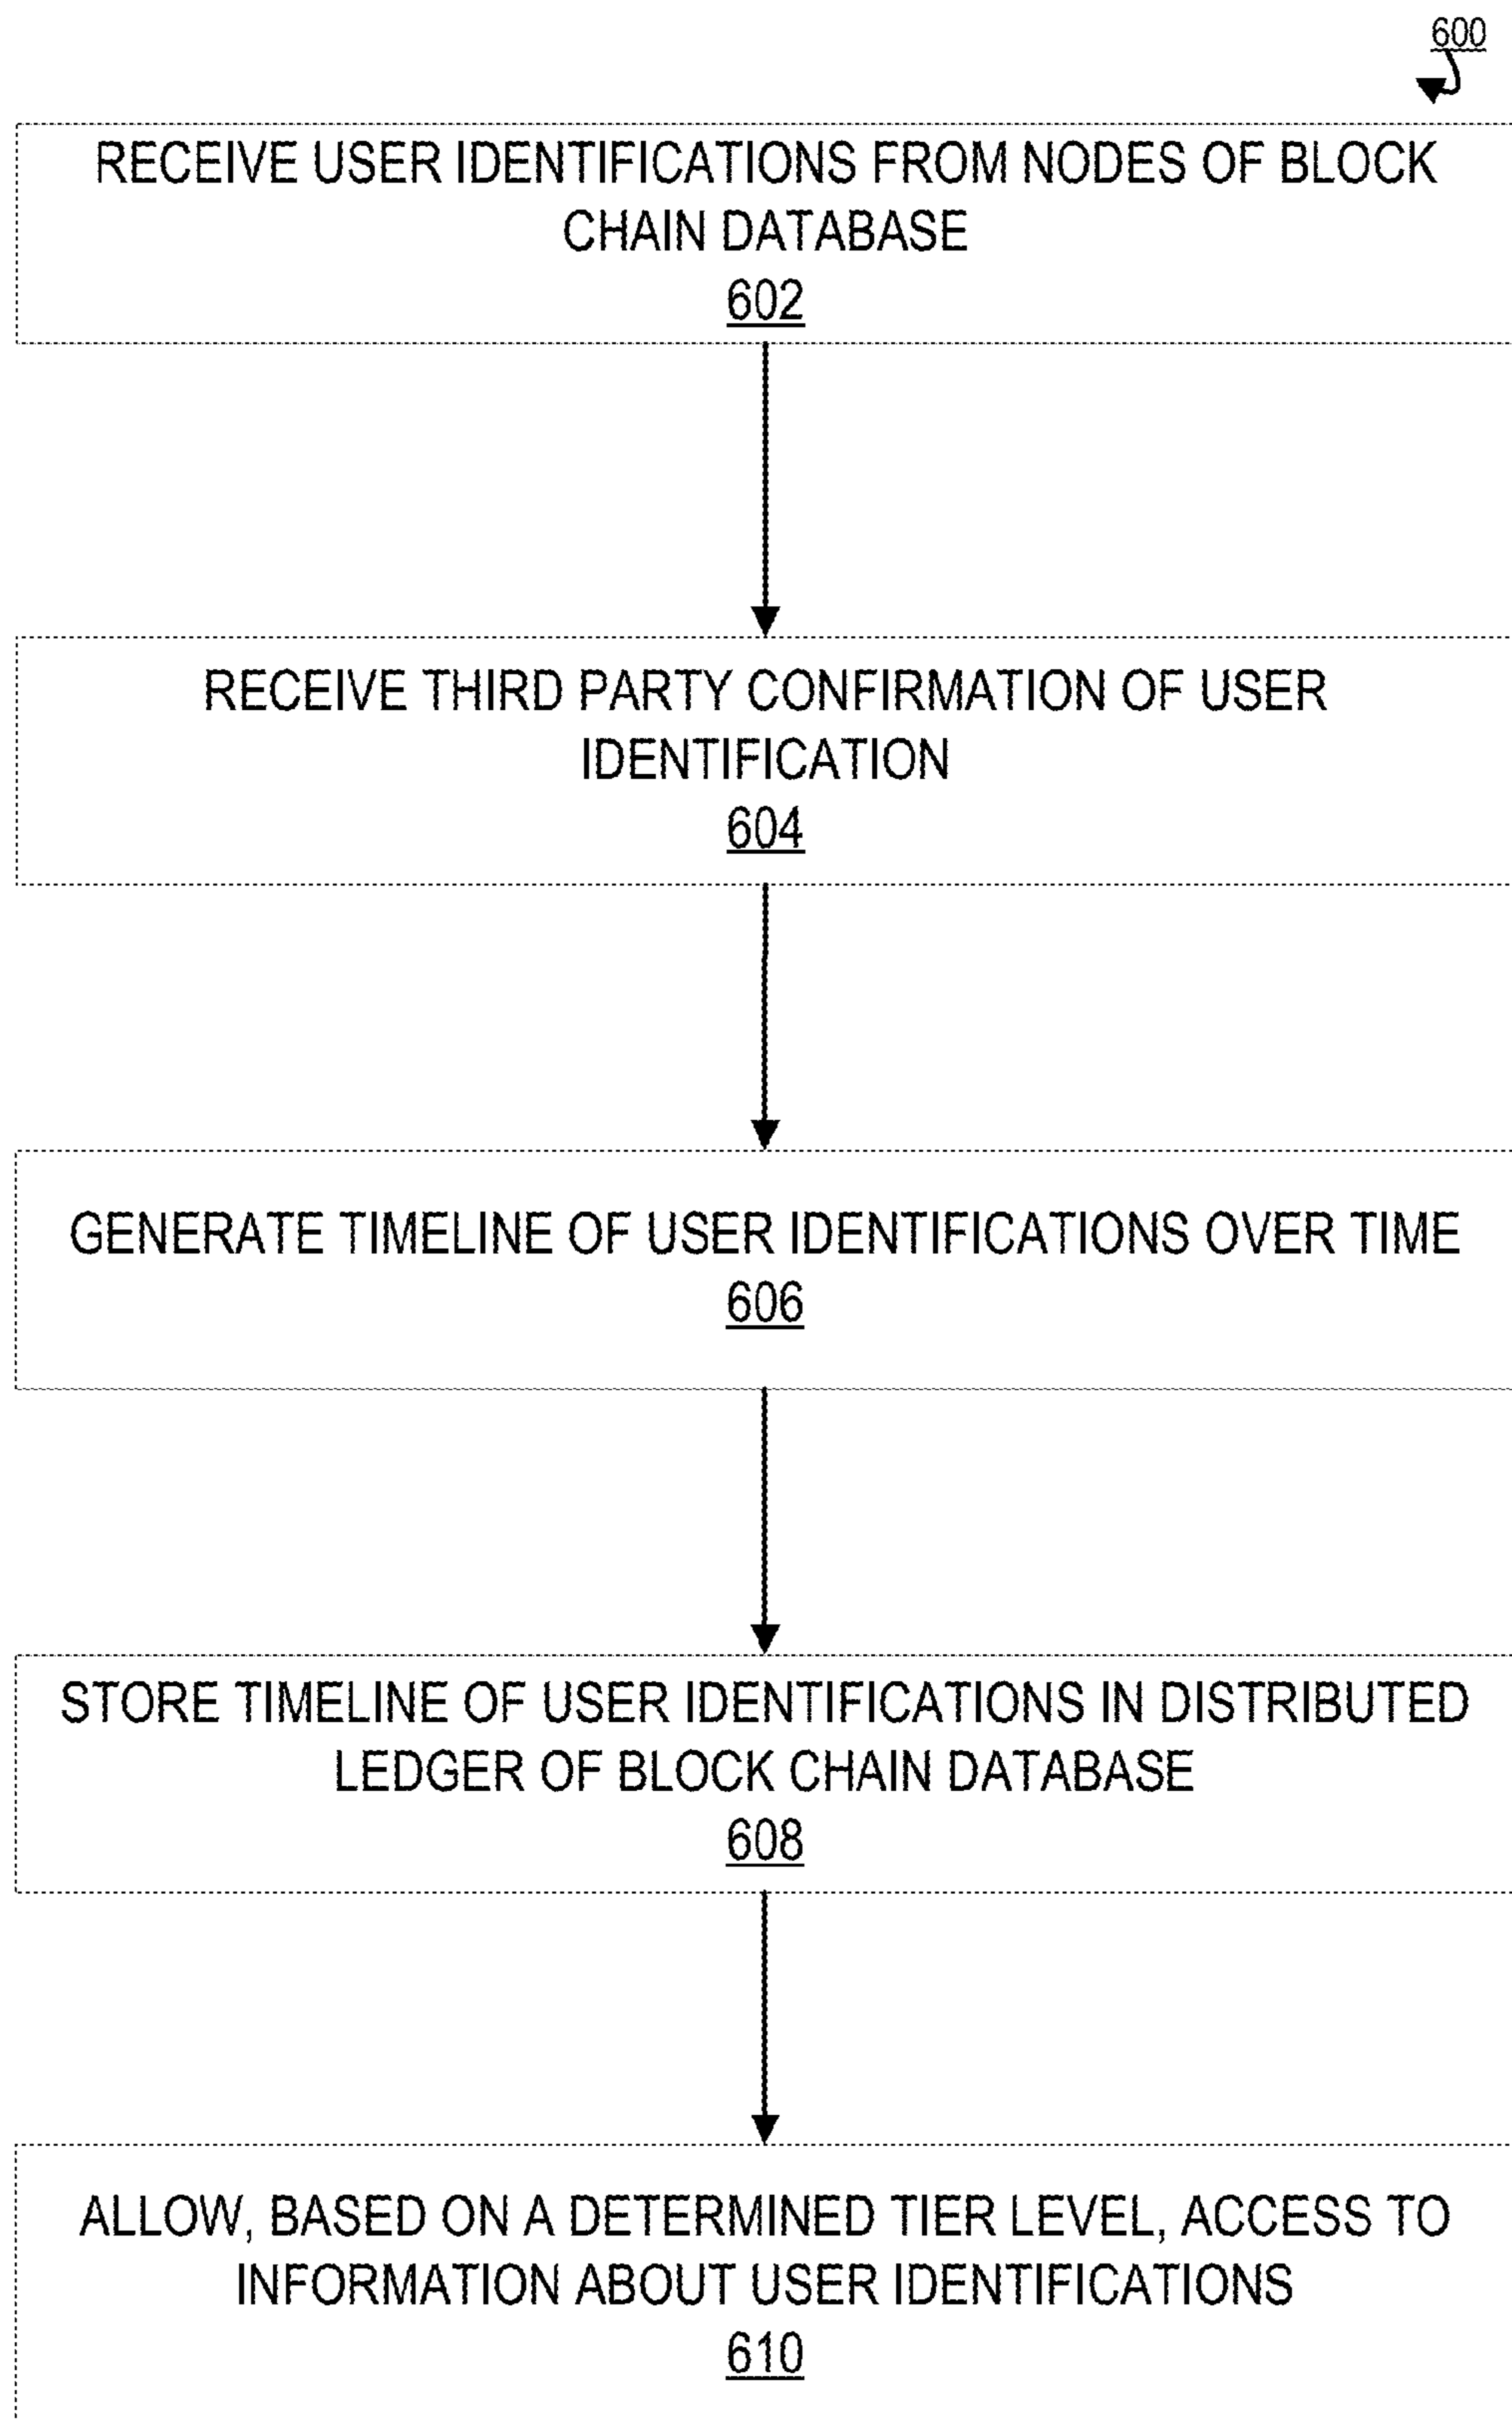 600
RECEIVE USER IDENTIFICATIONS FROM NODES OF BLOCK
CHAIN DATABASE
602
RECEIVE THIRD PARTY CONFIRMATION OF USER
IDENTIFICATION
604
GENERATE TIMELINE OF USER IDENTIFICATIONS OVER TIME
606
STORE TIMELINE OF USER IDENTIFICATIONS IN DISTRIBUTED
LEDGER OF BLOCK CHAIN DATABASE
608
ALLOW, BASED ON A DETERMINED TIER LEVEL, ACCESS TO
INFORMATION ABOUT USER IDENTIFICATIONS
610